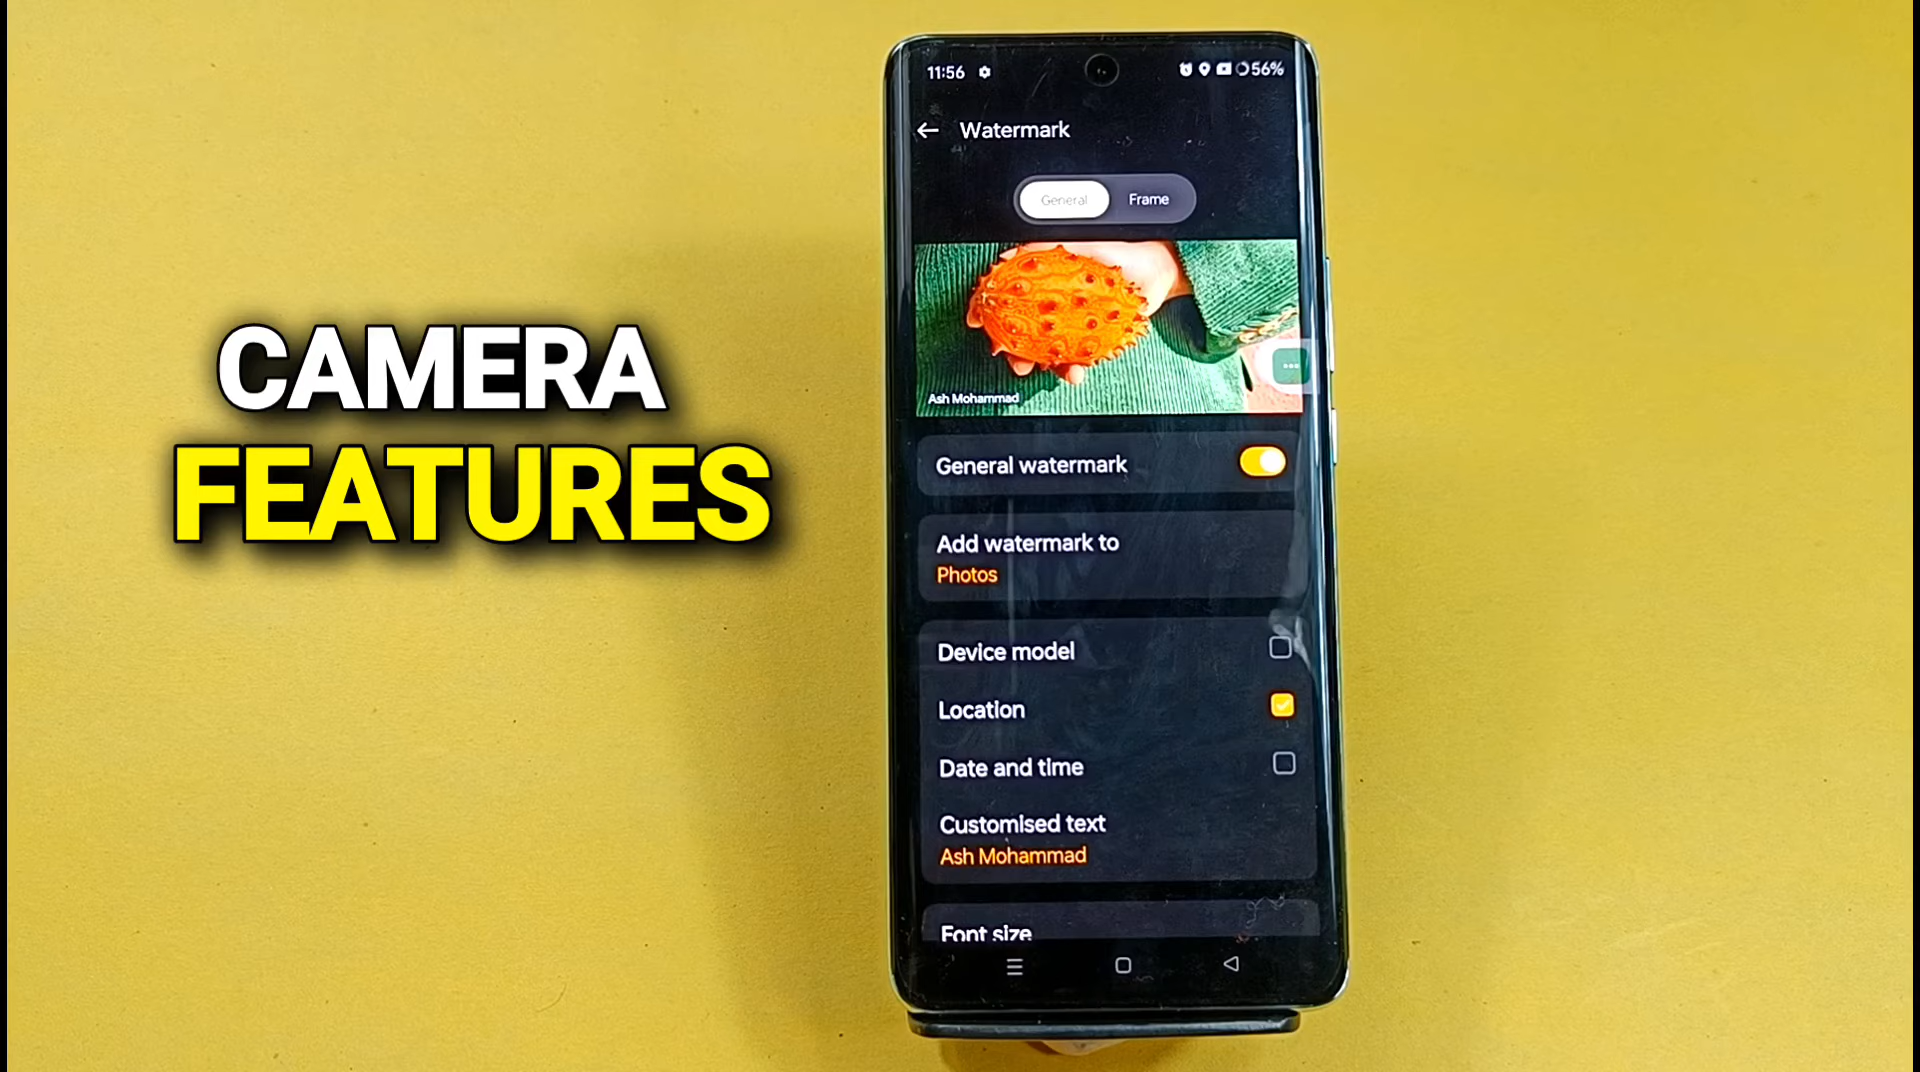 CAMERA
FEATURES
11:56
56%
Watermark
General
Frame
Ash Mohammad
General watermark
Add watermark to
Photos
Device model
Location
Date and time
Customised text
Ash Mohammad
Font size